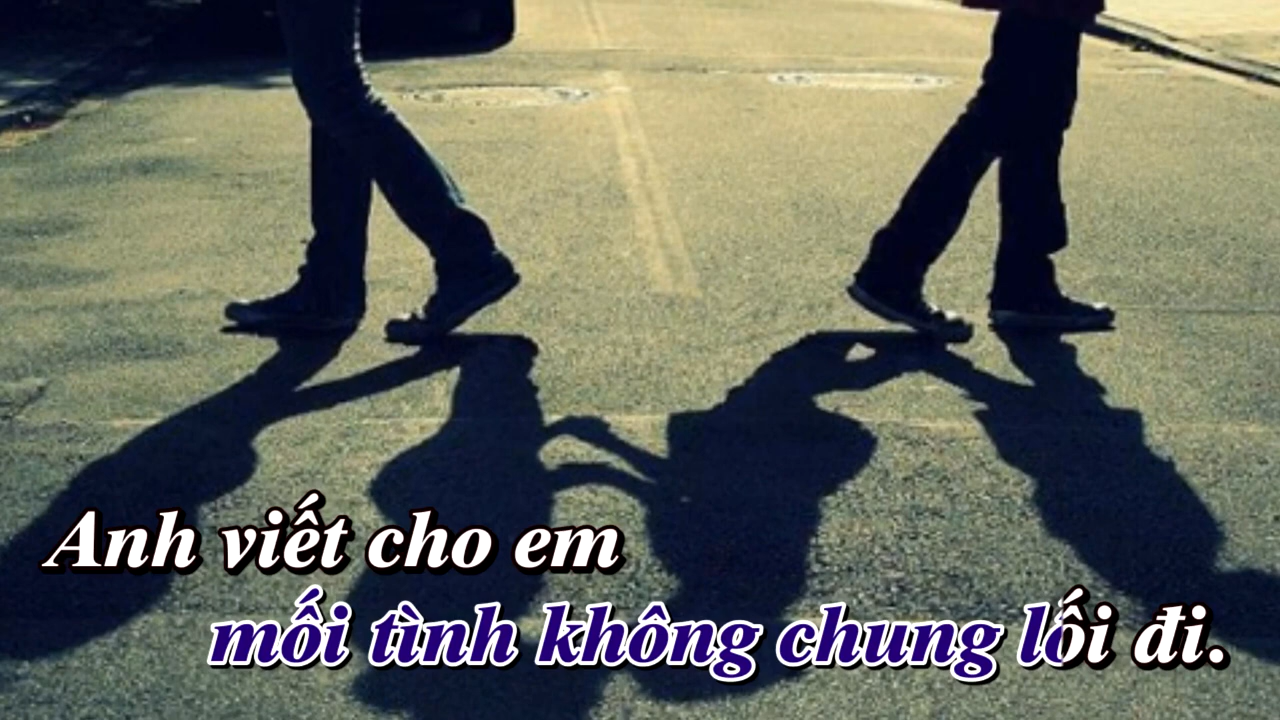 Anh viết cho em
mối tình không chung lối đi.